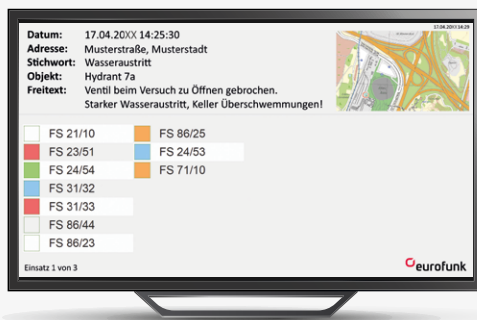 Datum: 17.04.20XX 14:25:30
17.04.20XX 14:29
Adresse: Musterstraße, Musterstadt
Stichwort: Wasseraustritt
Objekt: Hydrant 7a
Freitext: Ventil beim Versuch zu Öffnen gebrochen.
Starker Wasseraustritt, Keller Überschwemmungen!
FS 21/10
FS 23/51
FS 24/54
FS 31/32
FS 31/33
FS 86/44
FS 86/23
FS 86/25
FS 24/53
FS 71/10
Einsatz 1 von 3
eurofunk